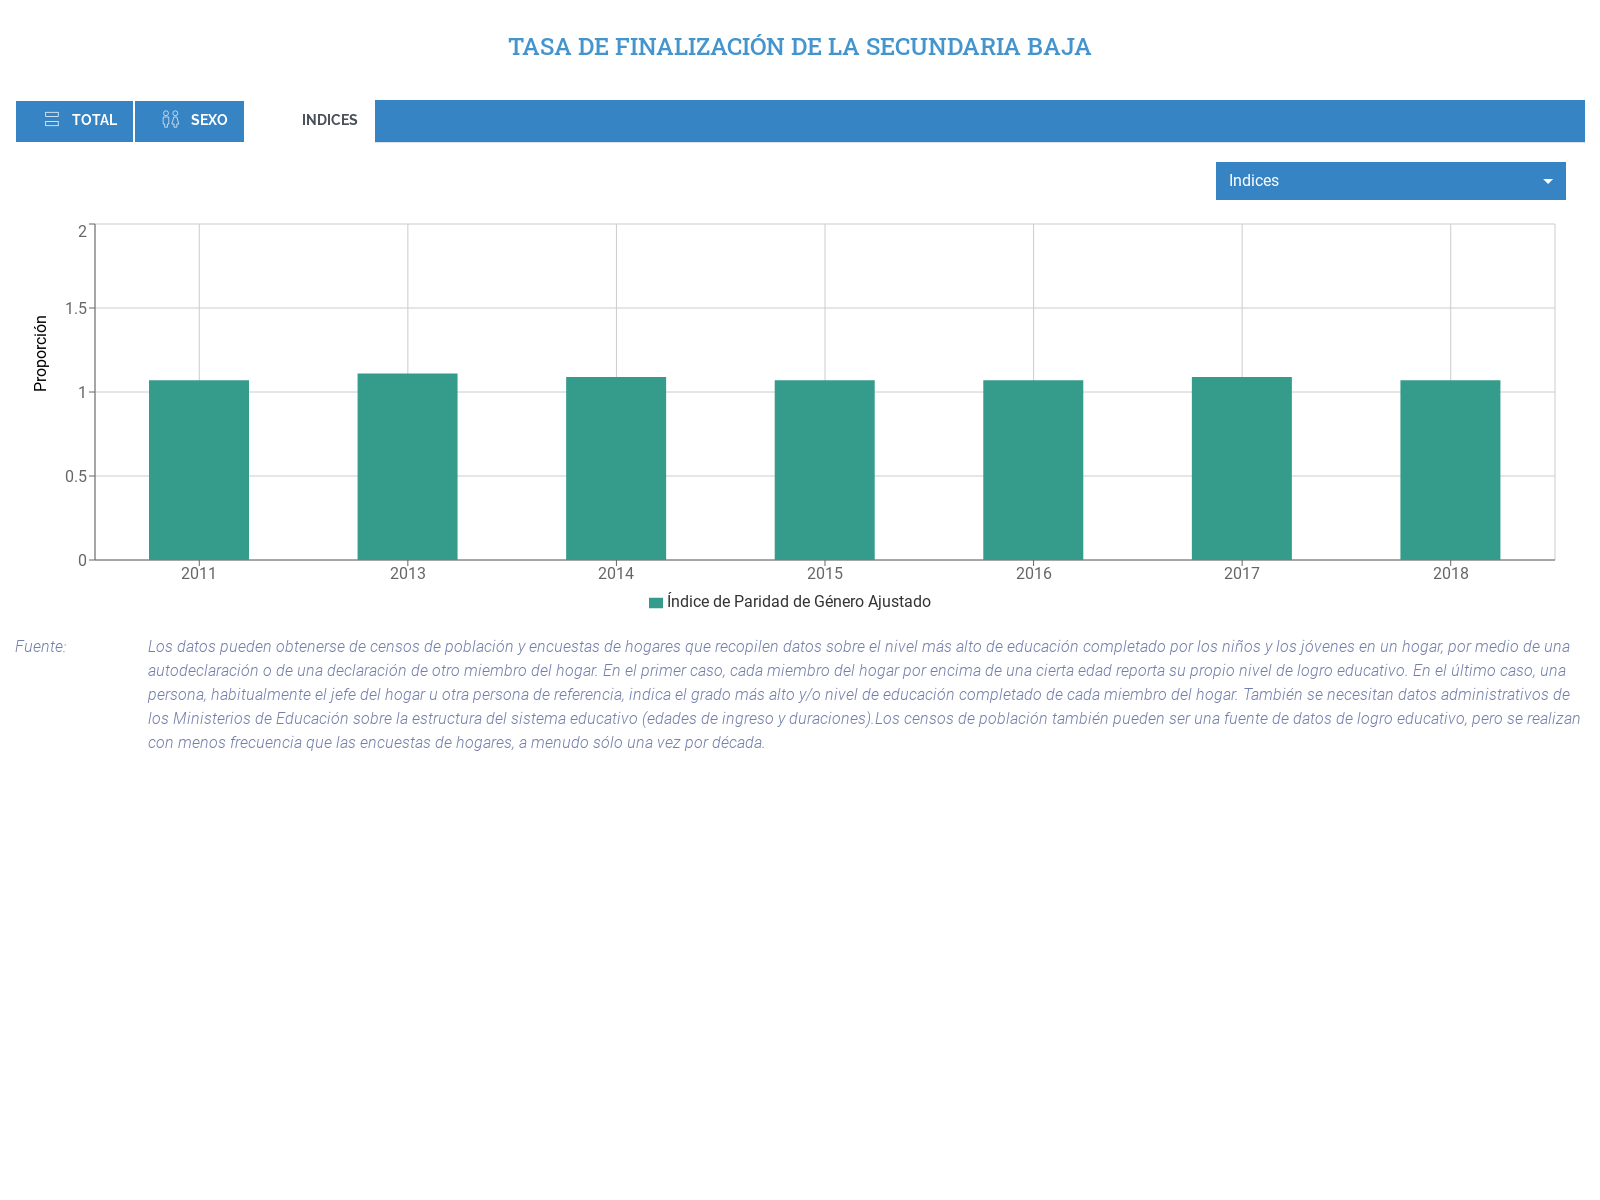 TASA DE FINALIZACIÓN DE LA SECUNDARIA BAJA
TOTAL
SEXO
INDICES
Indices
2
1.5
1
0.5
0
Proporción
2011
2013
2014
2015
2016
2017
2018
Índice de Paridad de Género Ajustado
Fuente:
Los datos pueden obtenerse de censos de población y encuestas de hogares que recopilen datos sobre el nivel más alto de educación completado por los niños y los jóvenes en un hogar, por medio de una
autodeclaración o de una declaración de otro miembro del hogar. En el primer caso, cada miembro del hogar por encima de una cierta edad reporta su propio nivel de logro educativo. En el último caso, una
persona, habitualmente el jefe del hogar u otra persona de referencia, indica el grado más alto y/o nivel de educación completado de cada miembro del hogar. También se necesitan datos administrativos de
los Ministerios de Educación sobre la estructura del sistema educativo (edades de ingreso y duraciones).Los censos de población también pueden ser una fuente de datos de logro educativo, pero se realizan
con menos frecuencia que las encuestas de hogares, a menudo sólo una vez por década.